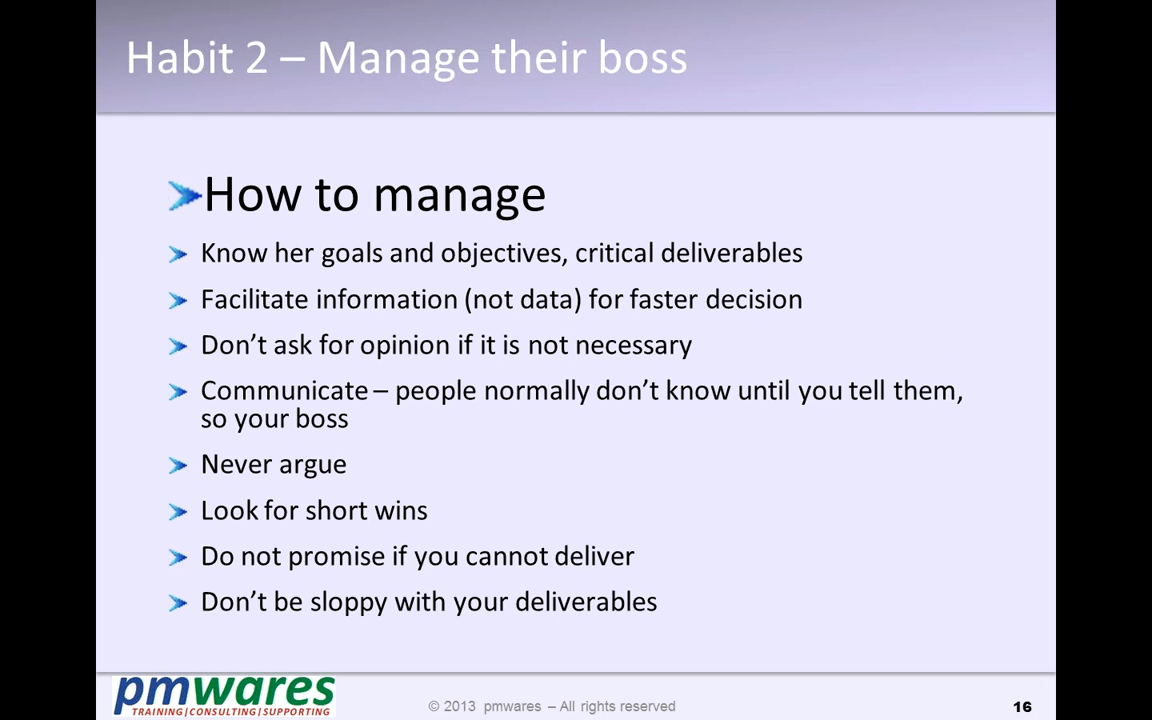 Habit 2 – Manage their boss
How to manage
Know her goals and objectives, critical deliverables
Facilitate information (not data) for faster decision
Don’t ask for opinion if it is not necessary
Communicate – people normally don’t know until you tell them,
so your boss
Never argue
Look for short wins
Do not promise if you cannot deliver
Don’t be sloppy with your deliverables
pmwares
TRAINING|CONSULTING|SUPPORTING
© 2013 pmwares – All rights reserved
16